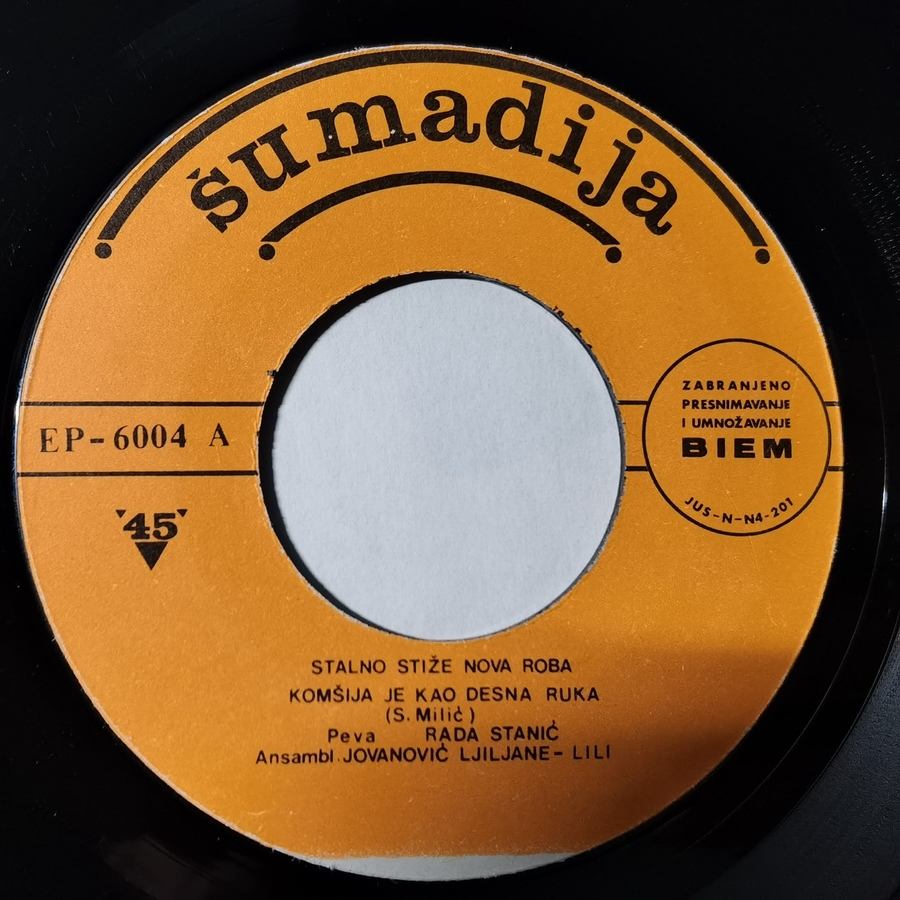 šumadija
EP-6004 A
45
ZABRANJENO
PRESNIMAVANJE
I UMNOŽAVANJE
BIEM
JUS-N-N4-201
STALNO STIŽE NOVA ROBA
KOMŠIJA JE KAO DESNA RUKA
(S. Milić)
Peva RADA STANIĆ
Ansambl JOVANOVIĆ LJILJANE- LILI